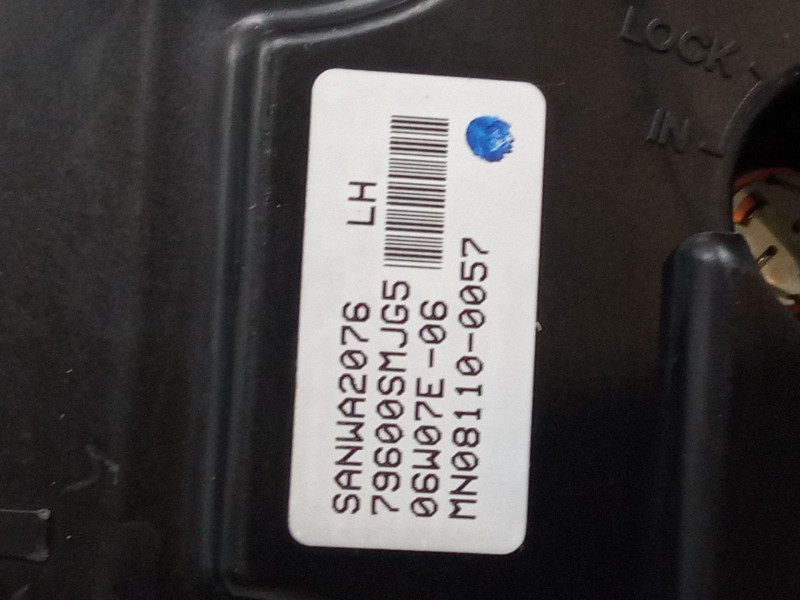 SANWA2076 LH
79600SMJG5
06W07E-06
MN08110-0057
LOCK
IN